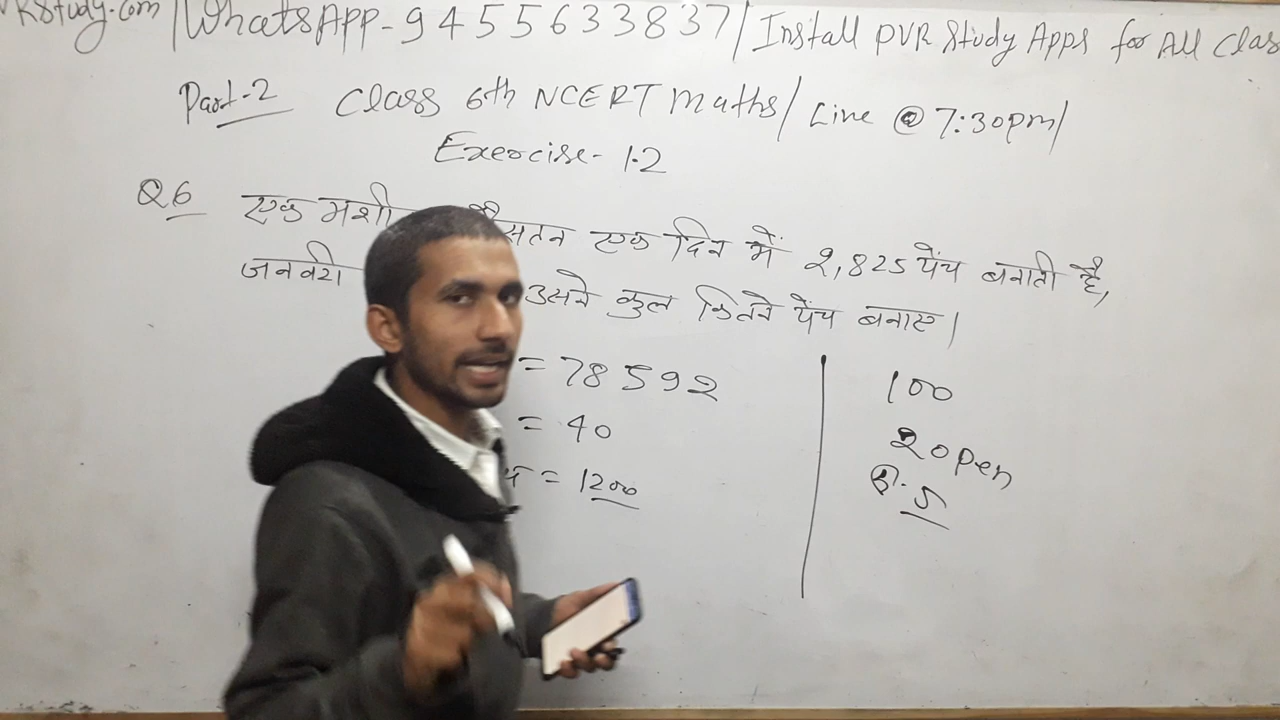 Study.com /WhatsApp-9455633837/Install PVR Study Apps for All Clas
Part-2 Class 6th NCERT Maths/ Live @ 7:30pm/
Exercise- 1.2
Q6 एक मशी सतन एक दिन में 2,825 पेंच बनाती है,
जनवरी उसने कुल कितने पेंच बनाए।
= 78592
= 40
= 1200
100
20 pen
रु. 5